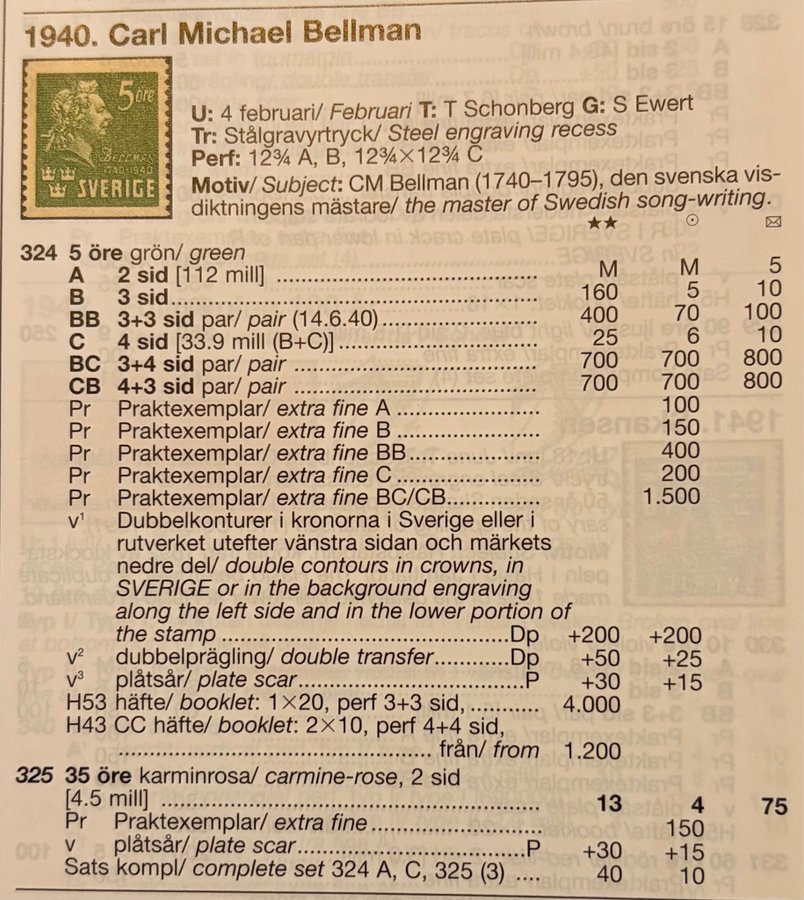 1940. Carl Michael Bellman
5 öre
BELLMAN
1740-1940
SVERIGE
U: 4 februari/ Februari T: T Schonberg G: S Ewert
Tr: Stålgravyrtryck/ Steel engraving recess
Perf: 12¾ A, B, 12¾×12¾ C
Motiv/ Subject: CM Bellman (1740–1795), den svenska vis-
diktningens mästare/ the master of Swedish song-writing.
★★ ⊙ ✉
324 5 öre grön/ green
A 2 sid [112 mill] ........ M M 5
B 3 sid ........ 160 5 10
BB 3+3 sid par/ pair (14.6.40) ........ 400 70 100
C 4 sid [33.9 mill (B+C)] ........ 25 6 10
BC 3+4 sid par/ pair ........ 700 700 800
CB 4+3 sid par/ pair ........ 700 700 800
Pr Praktexemplar/ extra fine A ........ 100
Pr Praktexemplar/ extra fine B ........ 150
Pr Praktexemplar/ extra fine BB ........ 400
Pr Praktexemplar/ extra fine C ........ 200
Pr Praktexemplar/ extra fine BC/CB ........ 1.500
v¹ Dubbelkonturer i kronorna i Sverige eller i
rutverket utefter vänstra sidan och märkets
nedre del/ double contours in crowns, in
SVERIGE or in the background engraving
along the left side and in the lower portion of
the stamp ........ Dp +200 +200
v² dubbelprägling/ double transfer ........ Dp +50 +25
v³ plåtsår/ plate scar ........ P +30 +15
H53 häfte/ booklet: 1×20, perf 3+3 sid, ........ 4.000
H43 CC häfte/ booklet: 2×10, perf 4+4 sid,
........ från/ from 1.200
325 35 öre karminrosa/ carmine-rose, 2 sid
[4.5 mill] ........ 13 4 75
Pr Praktexemplar/ extra fine ........ 150
v plåtsår/ plate scar ........ P +30 +15
Sats kompl/ complete set 324 A, C, 325 (3) .... 40 10